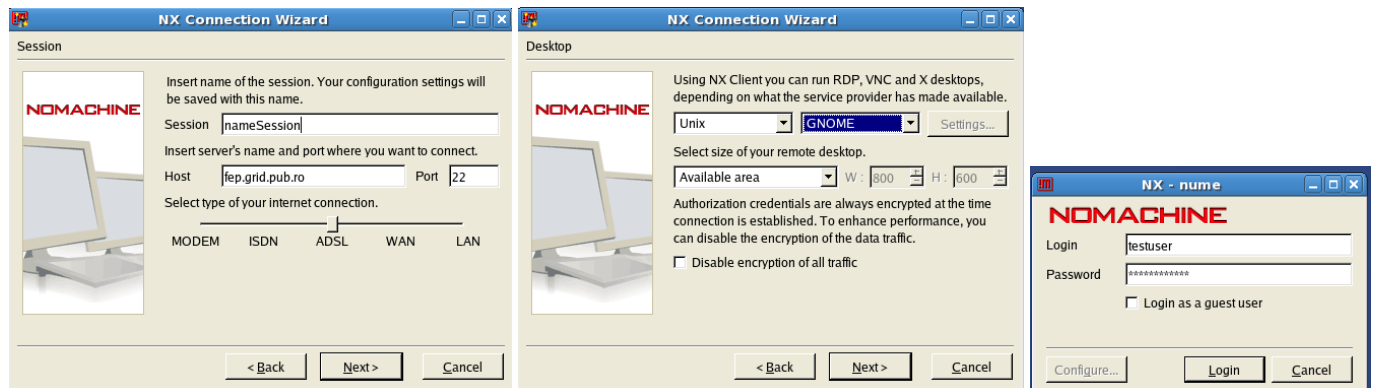 NX Connection Wizard
Session
NOMACHINE
Insert name of the session. Your configuration settings will
be saved with this name.
Session nameSession
Insert server's name and port where you want to connect.
Host fep.grid.pub.ro Port 22
Select type of your internet connection.
MODEM ISDN ADSL WAN LAN
< Back Next > Cancel
NX Connection Wizard
Desktop
NOMACHINE
Using NX Client you can run RDP, VNC and X desktops,
depending on what the service provider has made available.
Unix GNOME Settings...
Select size of your remote desktop.
Available area W : 800 H : 600
Authorization credentials are always encrypted at the time
connection is established. To enhance performance, you
can disable the encryption of the data traffic.
Disable encryption of all traffic
< Back Next > Cancel
NX - nume
NOMACHINE
Login testuser
Password ************
Login as a guest user
Configure... Login Cancel